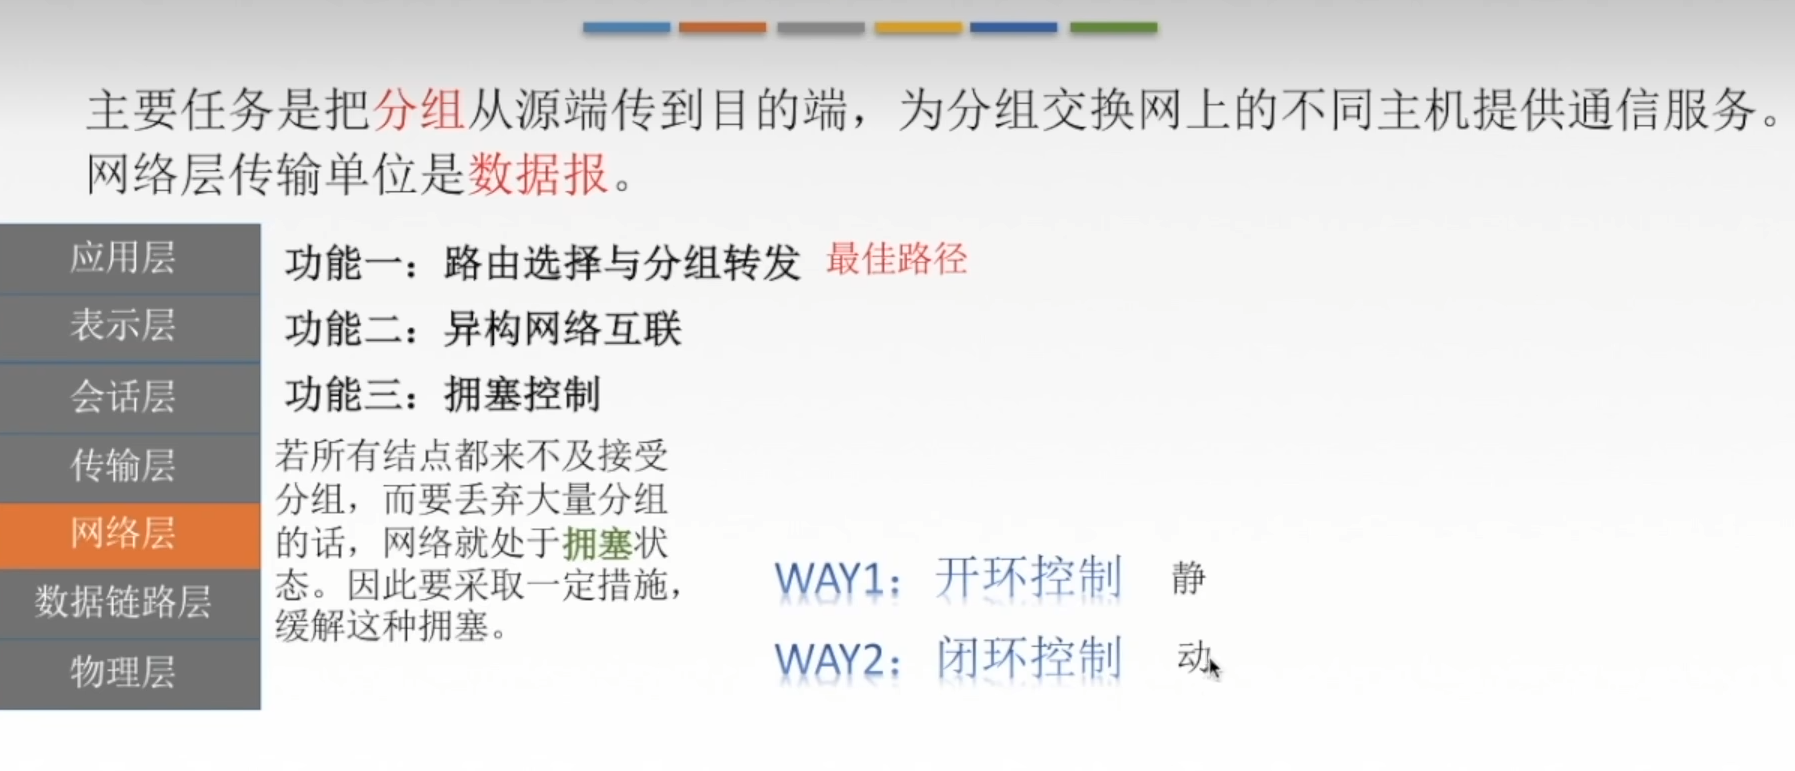 主要任务是把分组从源端传到目的端，为分组交换网上的不同主机提供通信服务。
网络层传输单位是数据报。
应用层
表示层
会话层
传输层
网络层
数据链路层
物理层
功能一：路由选择与分组转发 最佳路径
功能二：异构网络互联
功能三：拥塞控制
若所有结点都来不及接受
分组，而要丢弃大量分组
的话，网络就处于拥塞状
态。因此要采取一定措施，
缓解这种拥塞。
WAY1：开环控制 静
WAY2：闭环控制 动